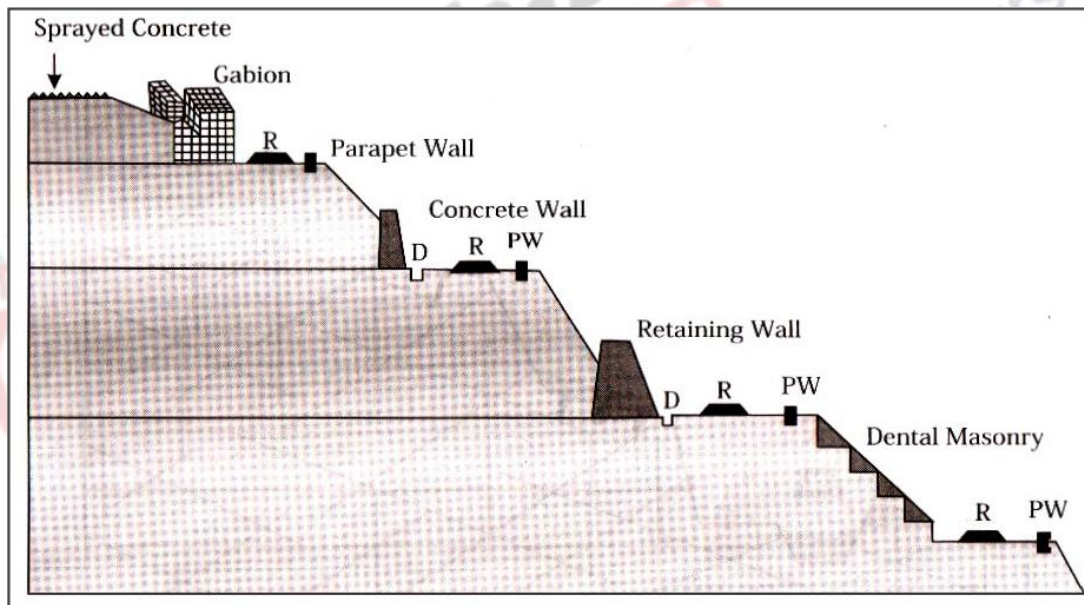 Sprayed Concrete
Gabion
R
Parapet Wall
Concrete Wall
D
R
PW
Retaining Wall
D
R
PW
Dental Masonry
R
PW